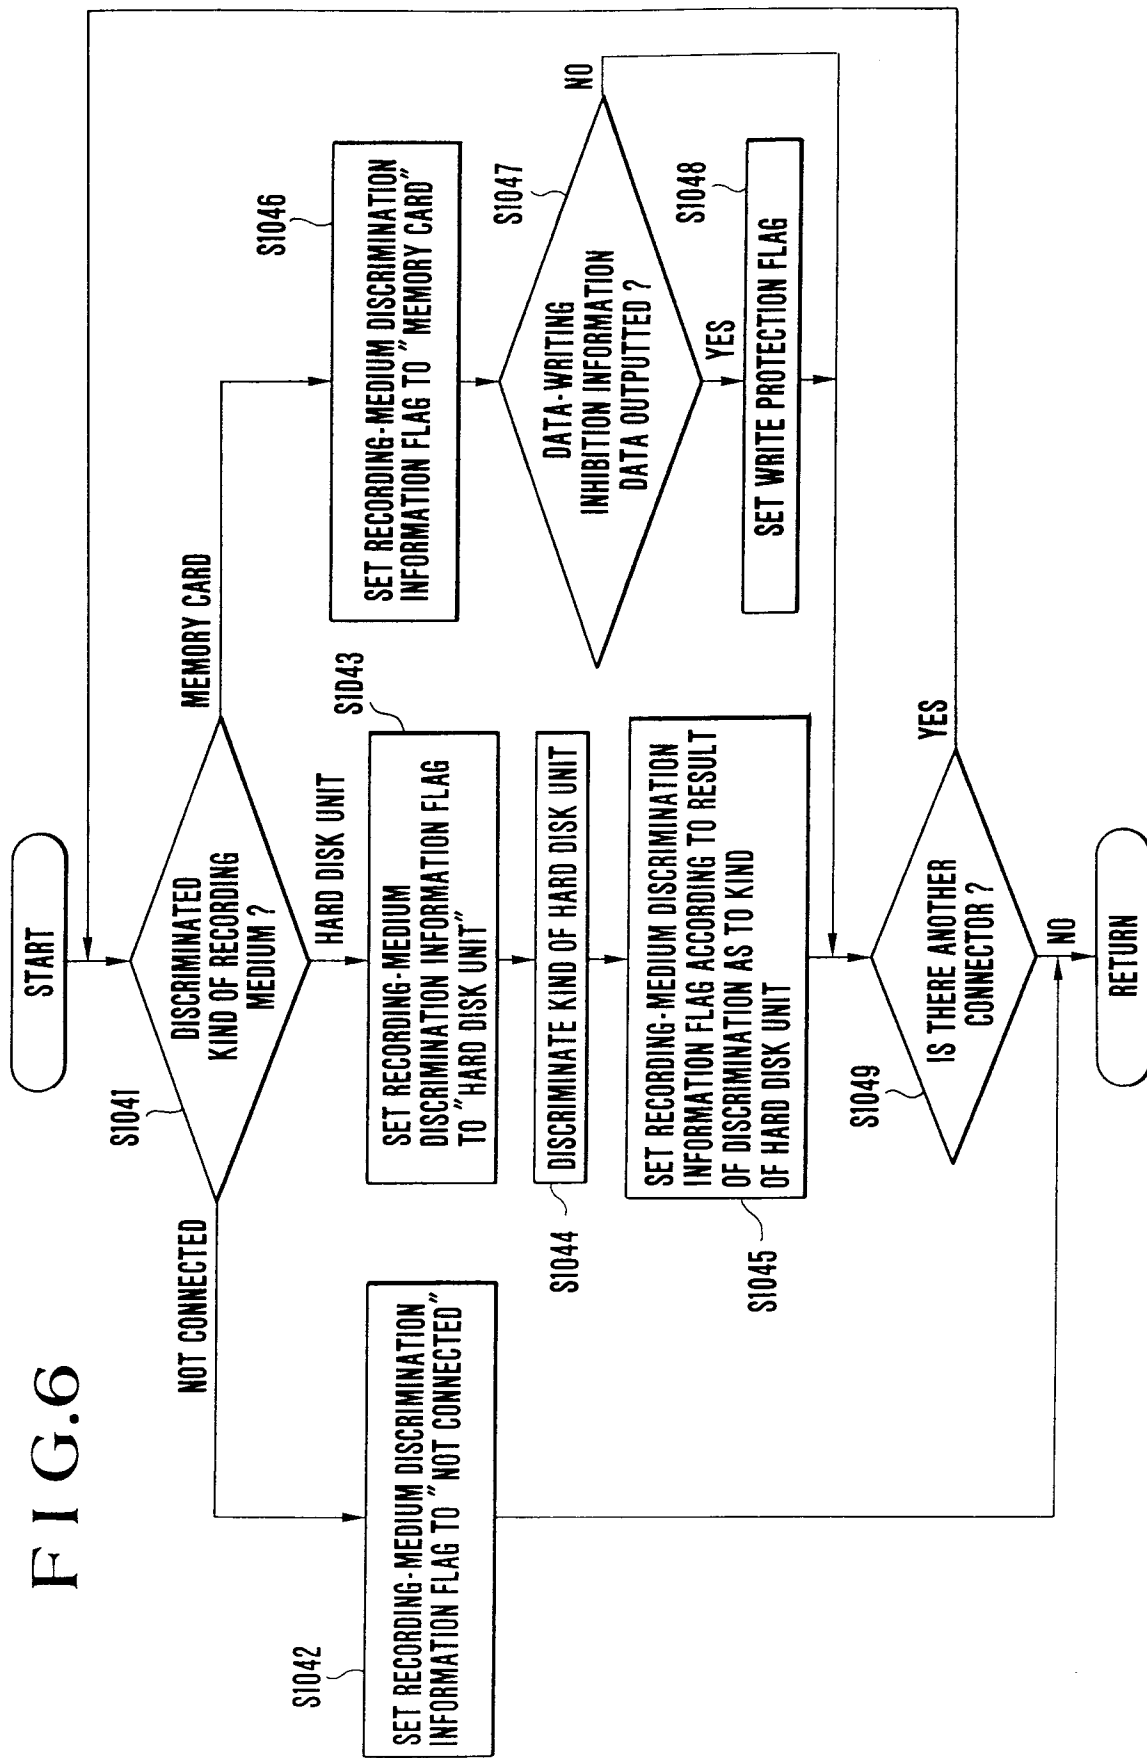 FIG.6
START
DISCRIMINATED
KIND OF RECORDING
MEDIUM ?
S1041
NOT CONNECTED
HARD DISK UNIT
MEMORY CARD
S1042
SET RECORDING-MEDIUM DISCRIMINATION
INFORMATION FLAG TO "NOT CONNECTED"
S1043
SET RECORDING-MEDIUM
DISCRIMINATION INFORMATION FLAG
TO "HARD DISK UNIT"
S1044
DISCRIMINATE KIND OF HARD DISK UNIT
S1045
SET RECORDING-MEDIUM DISCRIMINATION
INFORMATION FLAG ACCORDING TO RESULT
OF DISCRIMINATION AS TO KIND
OF HARD DISK UNIT
S1046
SET RECORDING-MEDIUM DISCRIMINATION
INFORMATION FLAG TO "MEMORY CARD"
S1047
DATA-WRITING
INHIBITION INFORMATION
DATA OUTPUTTED ?
NO
YES
S1048
SET WRITE PROTECTION FLAG
S1049
IS THERE ANOTHER
CONNECTOR ?
YES
NO
RETURN